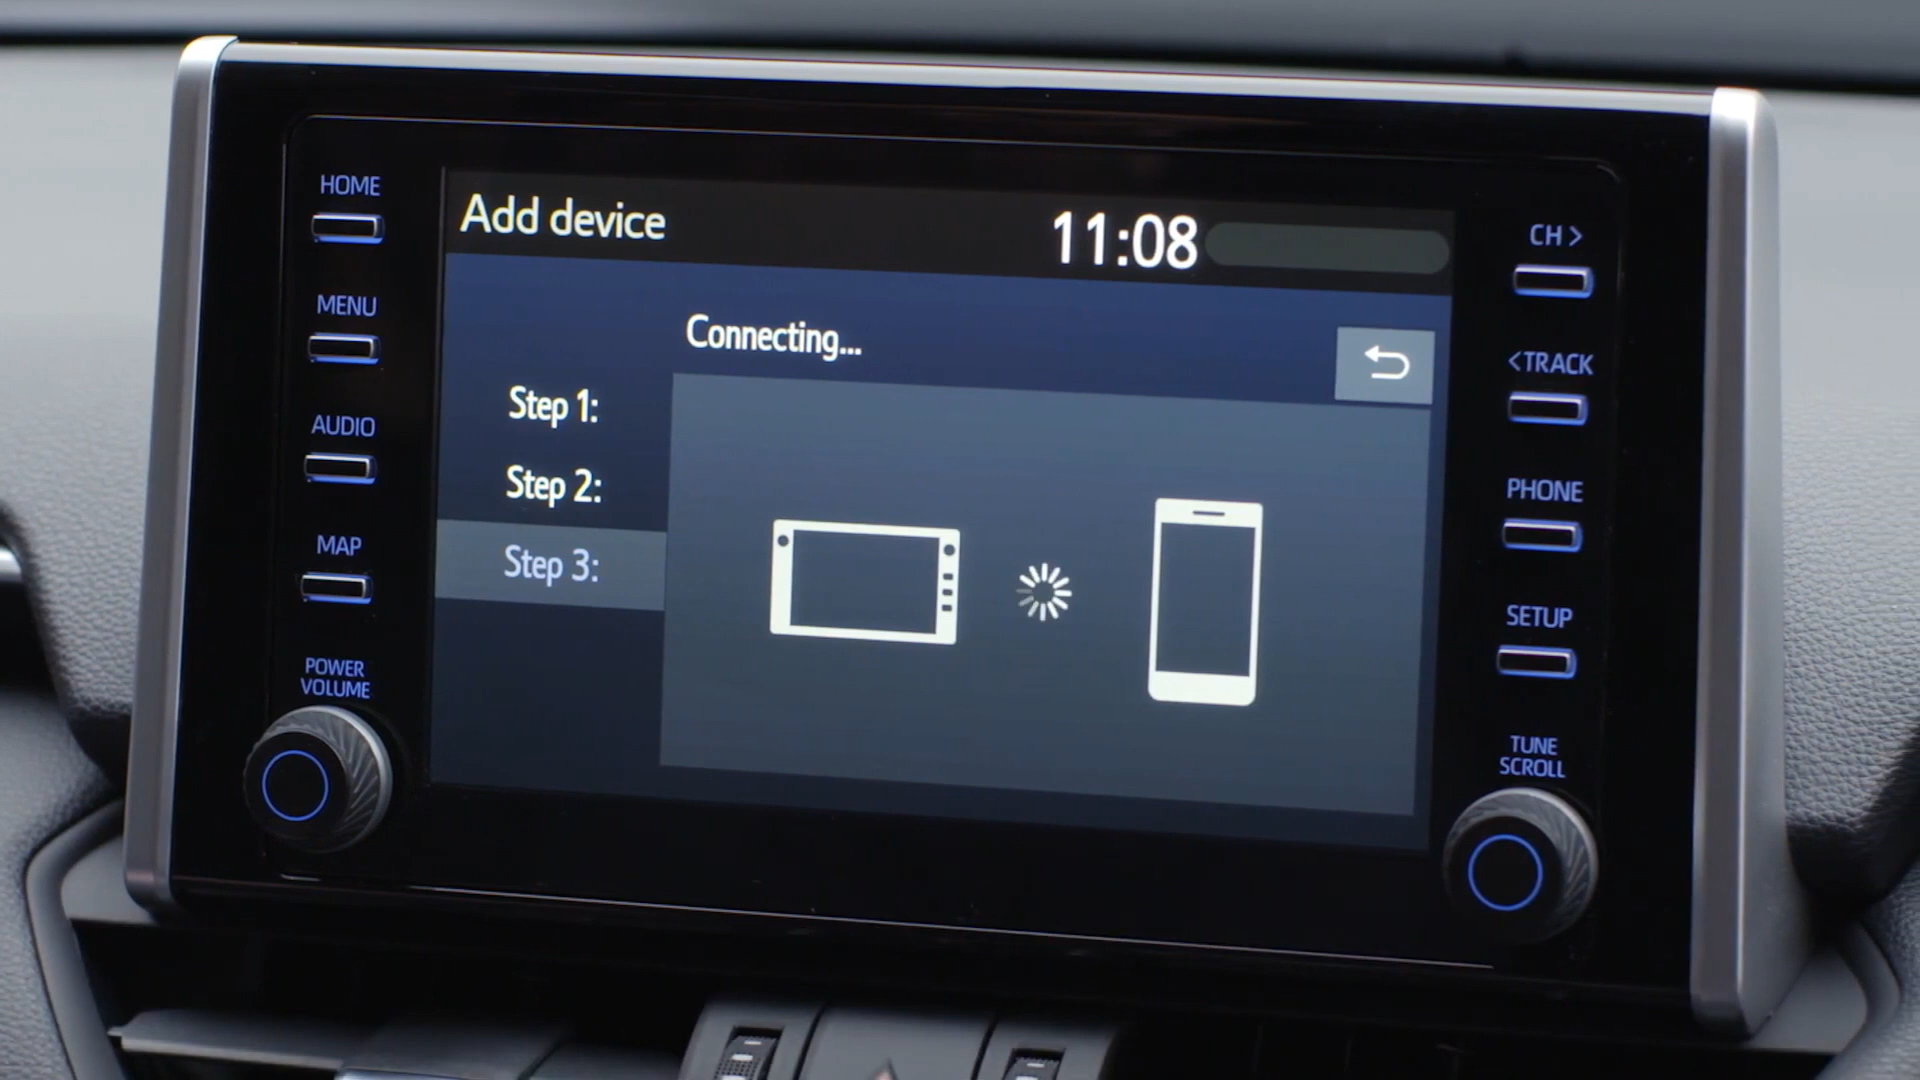 HOME
MENU
AUDIO
MAP
POWER
VOLUME
Add device
11:08
Connecting...
Step 1:
Step 2:
Step 3:
CH >
< TRACK
PHONE
SETUP
TUNE
SCROLL